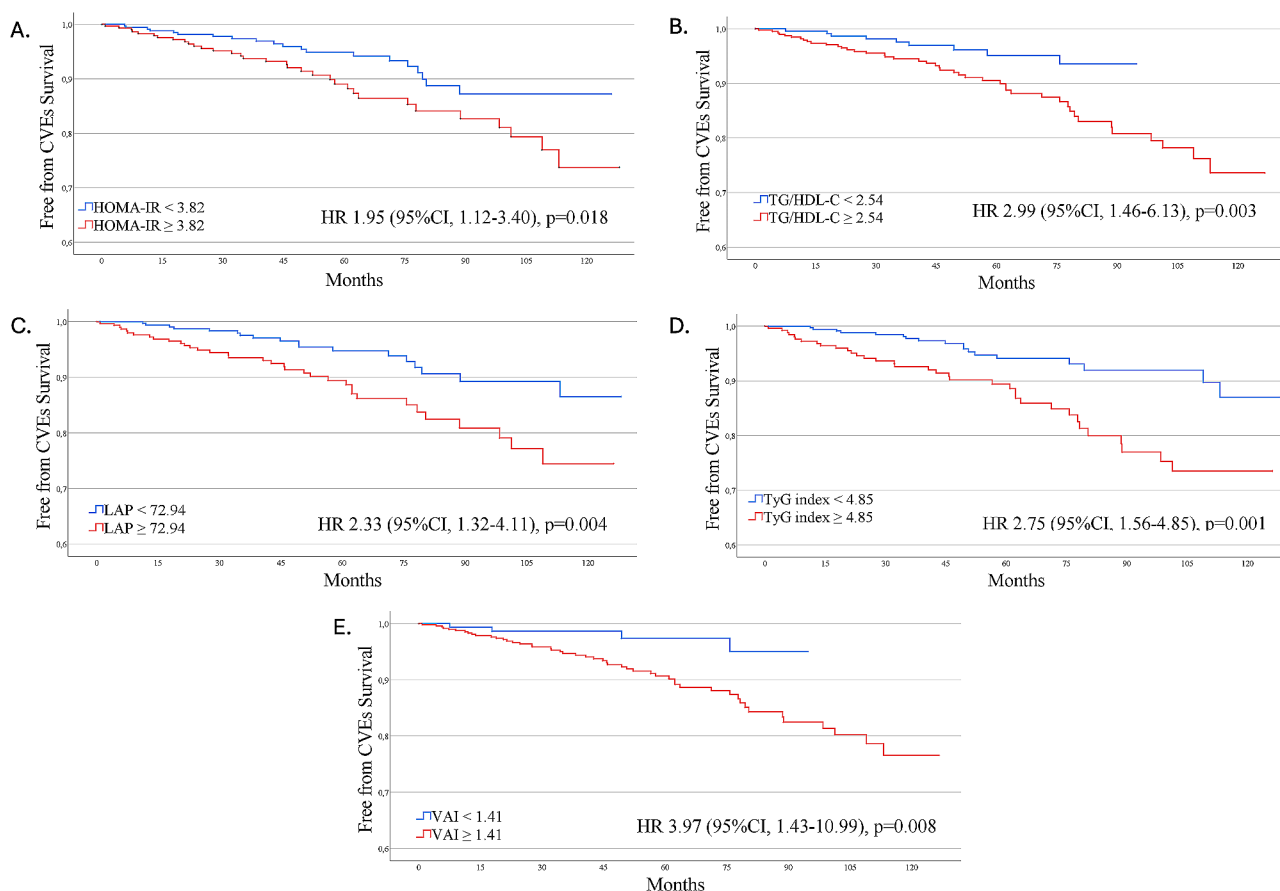 A.
Free from CVEs Survival
1,0
0,9
0,8
0,7
0,6
HOMA-IR < 3.82
HOMA-IR ≥ 3.82
HR 1.95 (95%CI, 1.12-3.40), p=0.018
0 15 30 45 60 75 90 105 120
Months
B.
Free from CVEs Survival
1,0
0,9
0,8
0,7
0,6
TG/HDL-C < 2.54
TG/HDL-C ≥ 2.54
HR 2.99 (95%CI, 1.46-6.13), p=0.003
0 15 30 45 60 75 90 105 120
Months
C.
Free from CVEs Survival
1,0
0,9
0,8
0,7
0,6
LAP < 72.94
LAP ≥ 72.94
HR 2.33 (95%CI, 1.32-4.11), p=0.004
0 15 30 45 60 75 90 105 120
Months
D.
Free from CVEs Survival
1,0
0,9
0,8
0,7
0,6
TyG index < 4.85
TyG index ≥ 4.85
HR 2.75 (95%CI, 1.56-4.85), p=0.001
0 15 30 45 60 75 90 105 120
Months
E.
Free from CVEs Survival
1,0
0,9
0,8
0,7
0,6
VAI < 1.41
VAI ≥ 1.41
HR 3.97 (95%CI, 1.43-10.99), p=0.008
0 15 30 45 60 75 90 105 120
Months